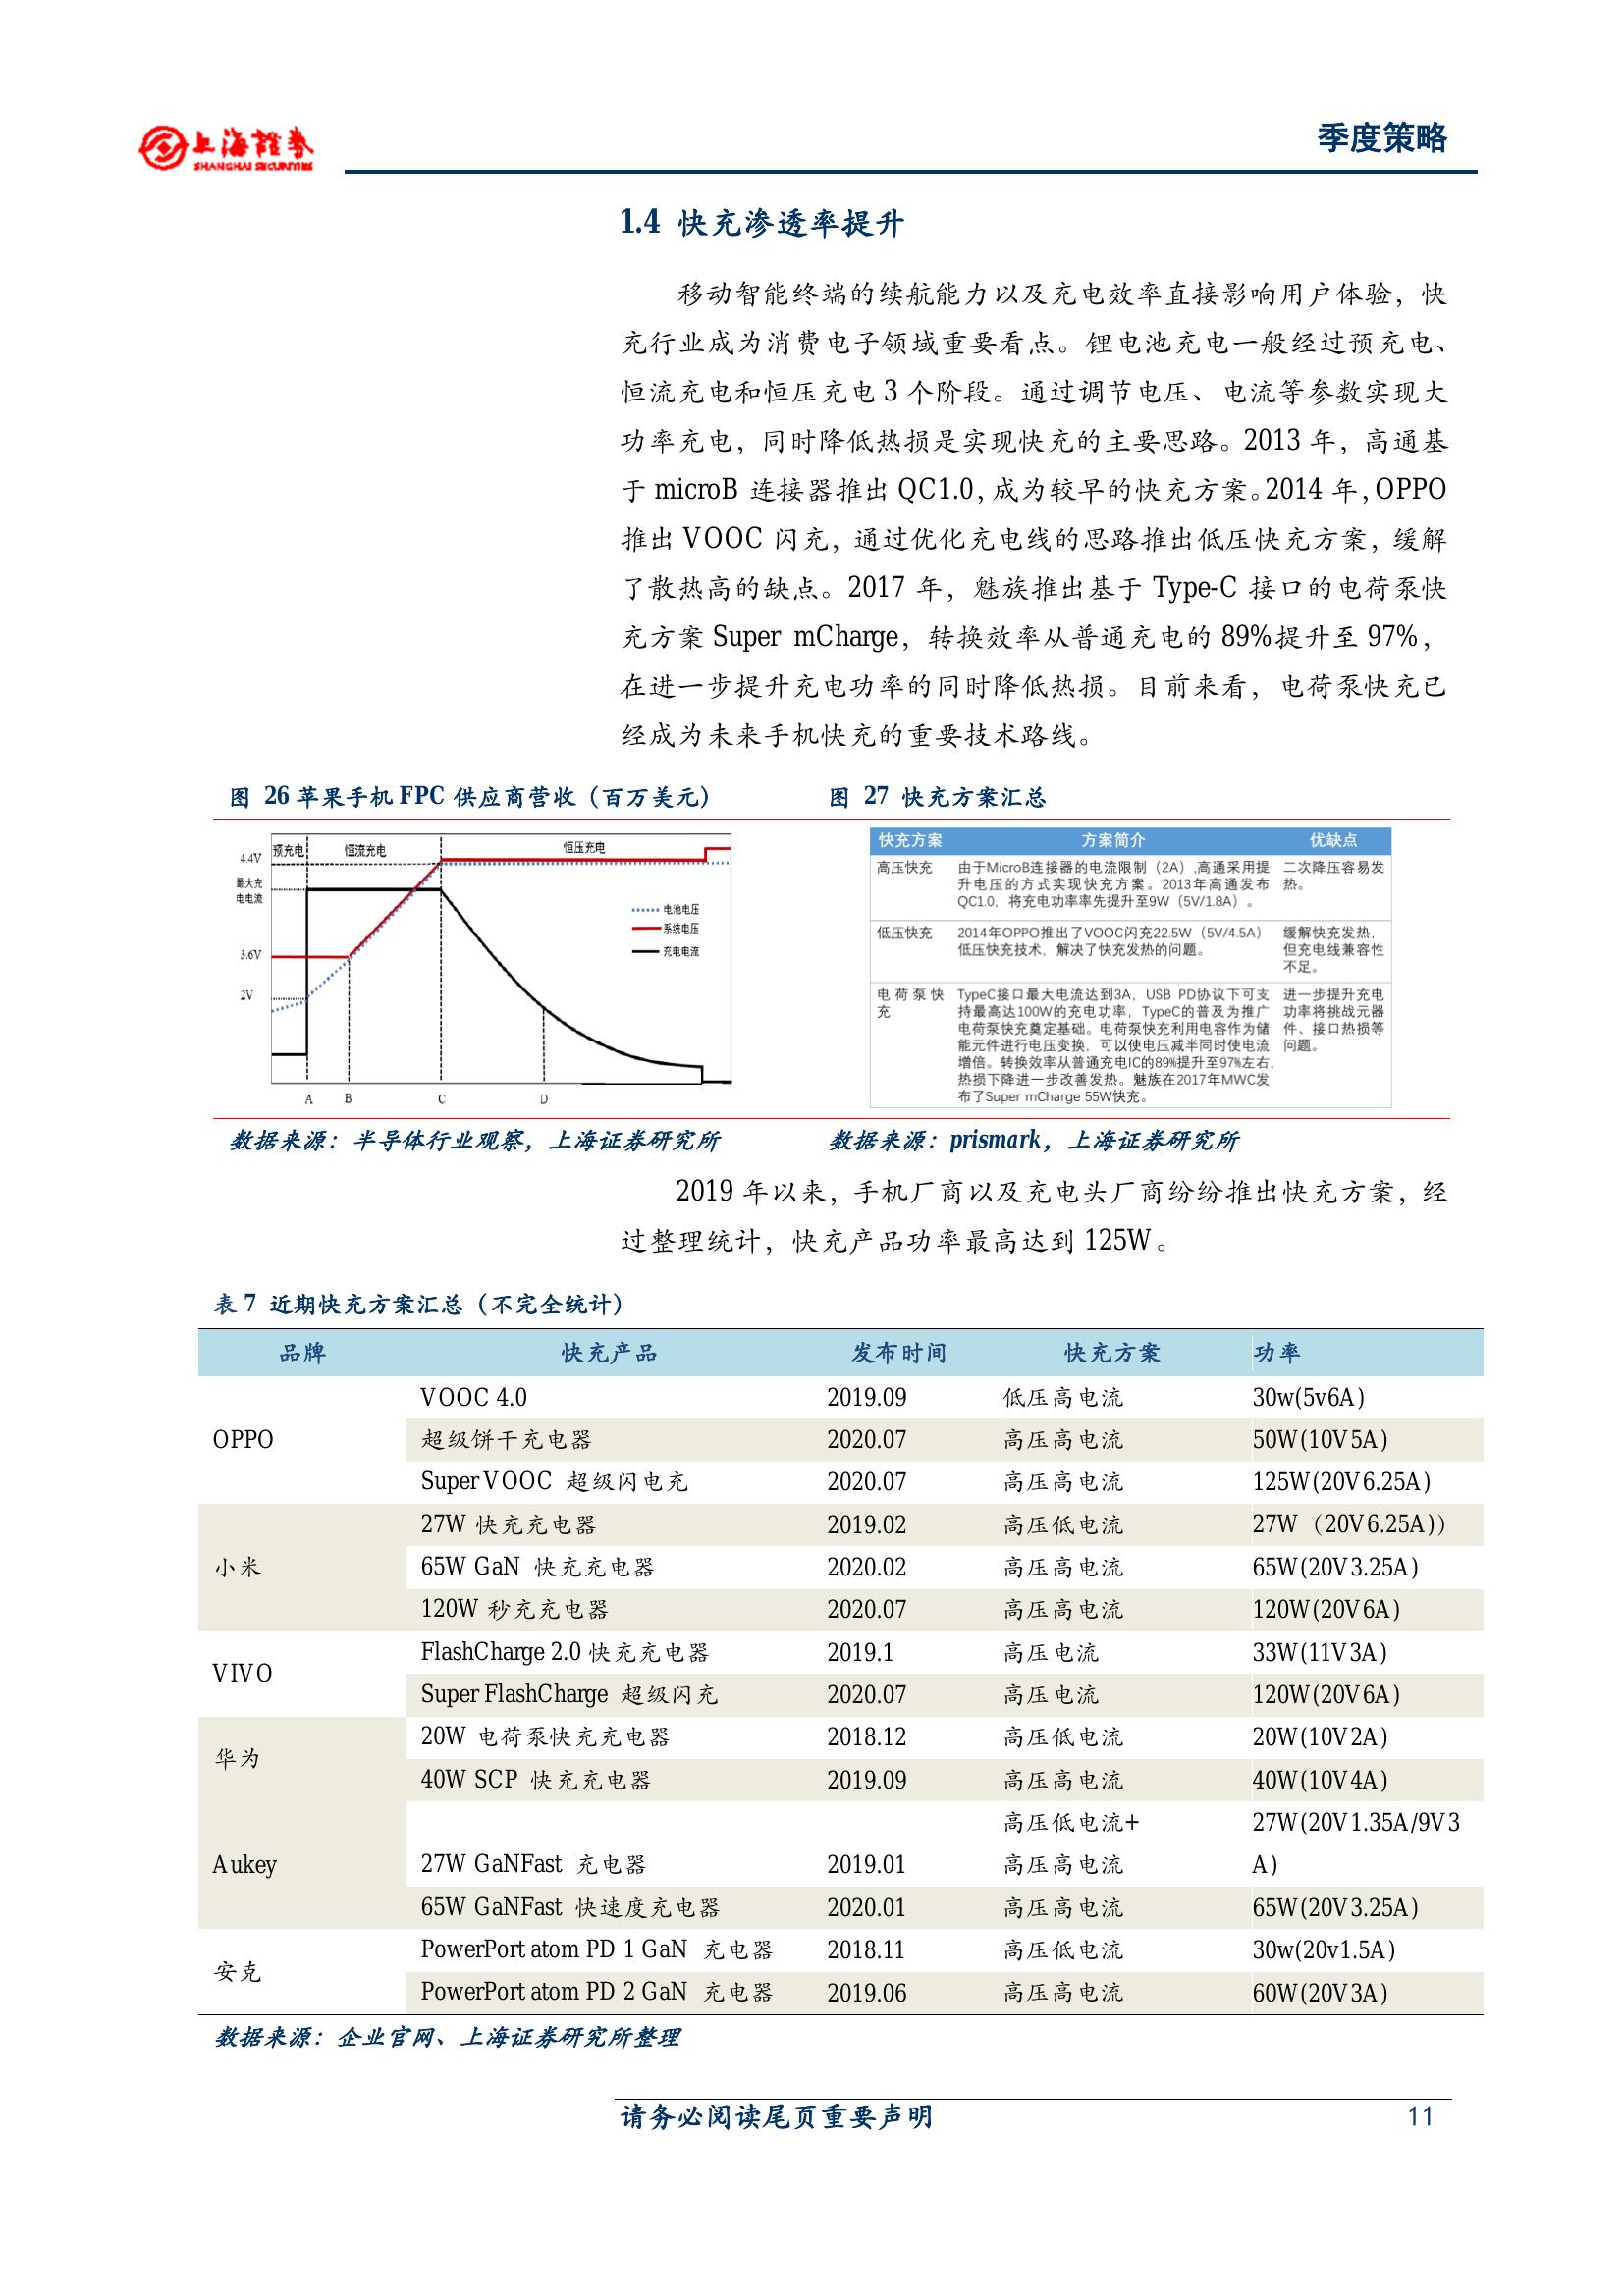 上海證券
SHANGHAI SECURITIES
季度策略
1.4 快充渗透率提升
移动智能终端的续航能力以及充电效率直接影响用户体验，快
充行业成为消费电子领域重要看点。锂电池充电一般经过预充电、
恒流充电和恒压充电 3 个阶段。通过调节电压、电流等参数实现大
功率充电，同时降低热损是实现快充的主要思路。2013 年，高通基
于 microB 连接器推出 QC1.0，成为较早的快充方案。2014 年，OPPO
推出 VOOC 闪充，通过优化充电线的思路推出低压快充方案，缓解
了散热高的缺点。2017 年，魅族推出基于 Type-C 接口的电荷泵快
充方案 Super mCharge，转换效率从普通充电的 89%提升至 97%，
在进一步提升充电功率的同时降低热损。目前来看，电荷泵快充已
经成为未来手机快充的重要技术路线。
图 26 苹果手机 FPC 供应商营收（百万美元）
预充电 恒流充电 恒压充电
4.4V
最大充
电电流
3.6V
2V
电池电压
系统电压
充电电流
A B C D
数据来源：半导体行业观察，上海证券研究所
图 27 快充方案汇总
快充方案 方案简介 优缺点
高压快充 由于MicroB连接器的电流限制（2A）,高通采用提 二次降压容易发
升电压的方式实现快充方案。2013年高通发布 热。
QC1.0，将充电功率率先提升至9W（5V/1.8A）。
低压快充 2014年OPPO推出了VOOC闪充22.5W（5V/4.5A） 缓解快充发热，
低压快充技术，解决了快充发热的问题。 但充电线兼容性
不足。
电荷泵快 TypeC接口最大电流达到3A，USB PD协议下可支 进一步提升充电
充 持最高达100W的充电功率，TypeC的普及为推广 功率将挑战元器
电荷泵快充奠定基础。电荷泵快充利用电容作为储 件、接口热损等
能元件进行电压变换，可以使电压减半同时使电流 问题。
增倍。转换效率从普通充电IC的89%提升至97%左右，
热损下降进一步改善发热。魅族在2017年MWC发
布了Super mCharge 55W快充。
数据来源：prismark，上海证券研究所
2019 年以来，手机厂商以及充电头厂商纷纷推出快充方案，经
过整理统计，快充产品功率最高达到 125W。
表 7 近期快充方案汇总（不完全统计）
品牌 快充产品 发布时间 快充方案 功率
VOOC 4.0 2019.09 低压高电流 30w(5v6A)
OPPO 超级饼干充电器 2020.07 高压高电流 50W(10V5A)
SuperVOOC 超级闪电充 2020.07 高压高电流 125W(20V6.25A)
27W 快充充电器 2019.02 高压低电流 27W（20V6.25A)）
小米 65W GaN 快充充电器 2020.02 高压高电流 65W(20V3.25A)
120W 秒充充电器 2020.07 高压高电流 120W(20V6A)
VIVO FlashCharge 2.0 快充充电器 2019.1 高压电流 33W(11V3A)
Super FlashCharge 超级闪充 2020.07 高压电流 120W(20V6A)
华为 20W 电荷泵快充充电器 2018.12 高压低电流 20W(10V2A)
40W SCP 快充充电器 2019.09 高压高电流 40W(10V4A)
高压低电流+ 27W(20V1.35A/9V3
Aukey 27W GaNFast 充电器 2019.01 高压高电流 A)
65W GaNFast 快速度充电器 2020.01 高压高电流 65W(20V3.25A)
安克 PowerPort atom PD 1 GaN 充电器 2018.11 高压低电流 30w(20v1.5A)
PowerPort atom PD 2 GaN 充电器 2019.06 高压高电流 60W(20V3A)
数据来源：企业官网、上海证券研究所整理
请务必阅读尾页重要声明 11